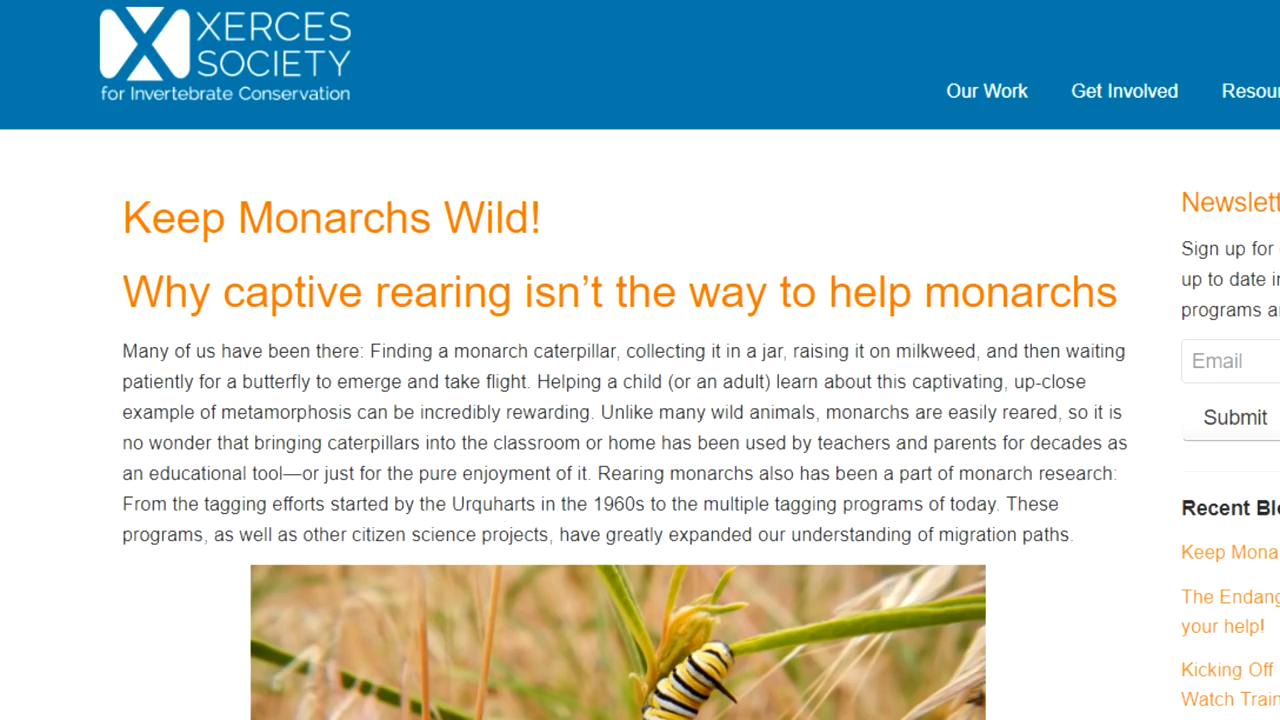 XERCES
SOCIETY
for Invertebrate Conservation
Our Work
Get Involved
Keep Monarchs Wild!
Why captive rearing isn’t the way to help monarchs
Many of us have been there: Finding a monarch caterpillar, collecting it in a jar, raising it on milkweed, and then waiting
patiently for a butterfly to emerge and take flight. Helping a child (or an adult) learn about this captivating, up-close
example of metamorphosis can be incredibly rewarding. Unlike many wild animals, monarchs are easily reared, so it is
no wonder that bringing caterpillars into the classroom or home has been used by teachers and parents for decades as
an educational tool—or just for the pure enjoyment of it. Rearing monarchs also has been a part of monarch research:
From the tagging efforts started by the Urquharts in the 1960s to the multiple tagging programs of today. These
programs, as well as other citizen science projects, have greatly expanded our understanding of migration paths.
Sign up for
up to date
programs
Email
Submit
Recent
Keep
The
your help!
Kicking Off
Watch